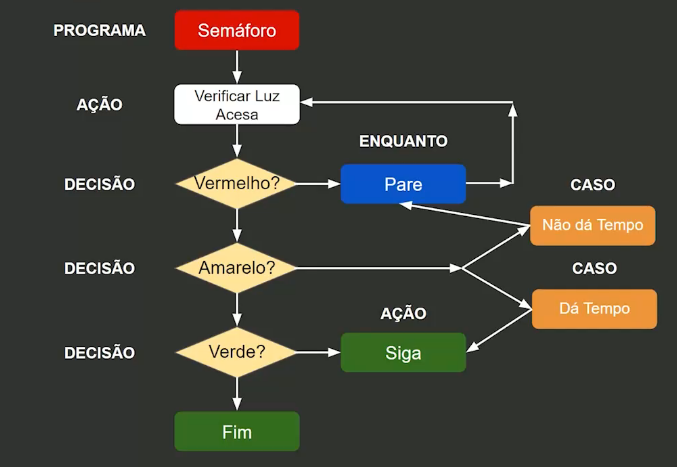 PROGRAMA
Semáforo
AÇÃO
Verificar Luz
Acesa
ENQUANTO
DECISÃO
Vermelho?
Pare
CASO
Não dá Tempo
DECISÃO
Amarelo?
CASO
Dá Tempo
AÇÃO
DECISÃO
Verde?
Siga
Fim